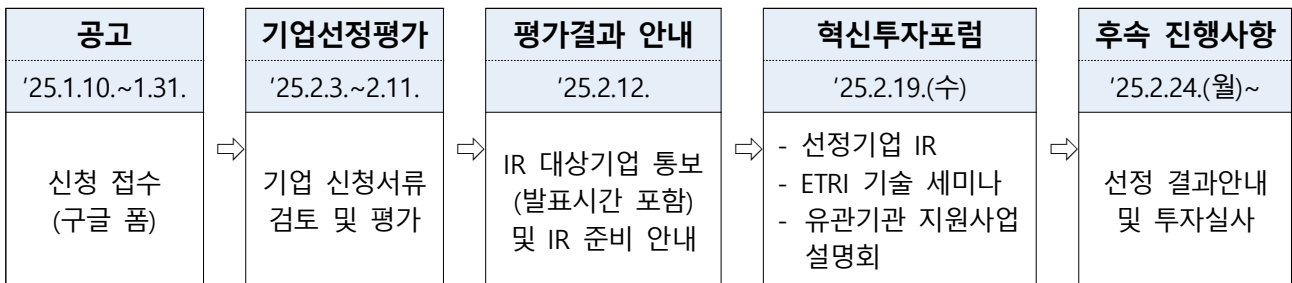 공고
'25.1.10.~1.31.
신청 접수
(구글 폼)
⇨
기업선정평가
'25.2.3.~2.11.
기업 신청서류
검토 및 평가
⇨
평가결과 안내
'25.2.12.
IR 대상기업 통보
(발표시간 포함)
및 IR 준비 안내
⇨
혁신투자포럼
'25.2.19.(수)
- 선정기업 IR
- ETRI 기술 세미나
- 유관기관 지원사업
설명회
⇨
후속 진행사항
'25.2.24.(월)~
선정 결과안내
및 투자실사